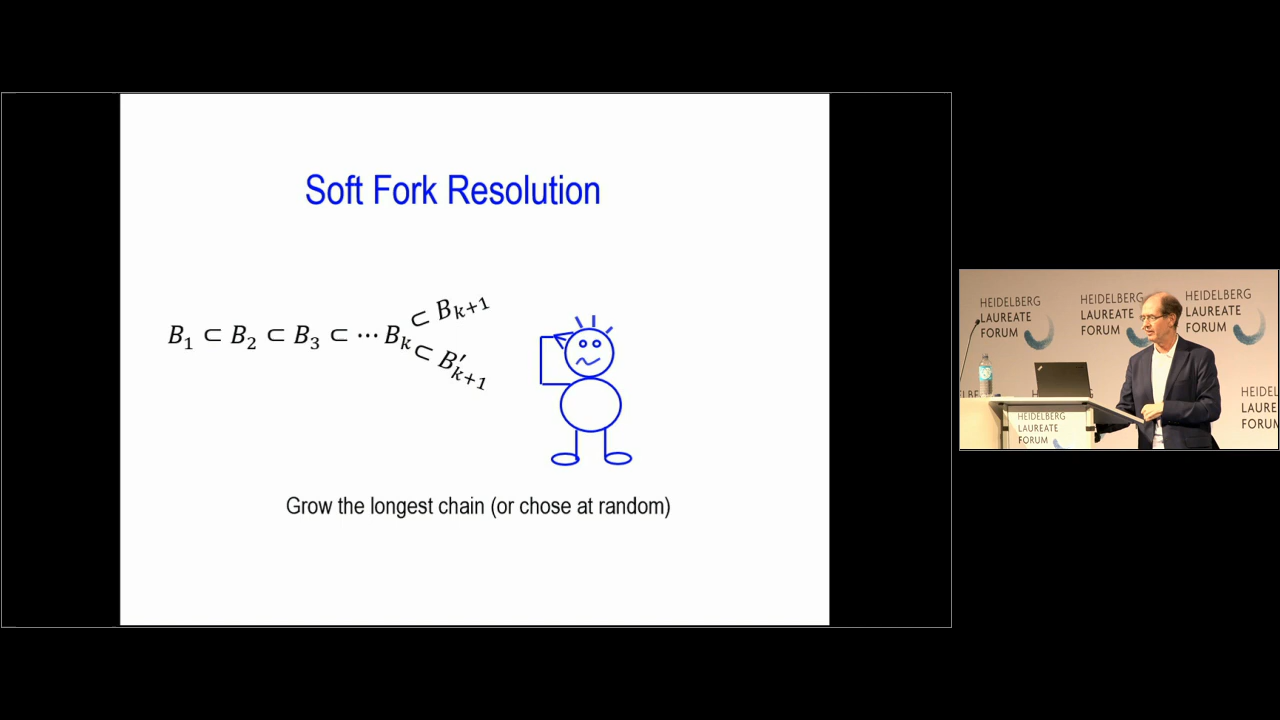 Soft Fork Resolution
B₁ ⊂ B₂ ⊂ B₃ ⊂ ⋯ Bₖ
⊂ Bₖ₊₁
⊂ B′ₖ₊₁
Grow the longest chain (or chose at random)
HEIDELBERG
LAUREATE
FORUM
HEIDELBERG
LAUREATE
FORUM
HEIDELBERG
LAUREATE
FORUM
HEIDELBERG
LAUREATE
FORUM